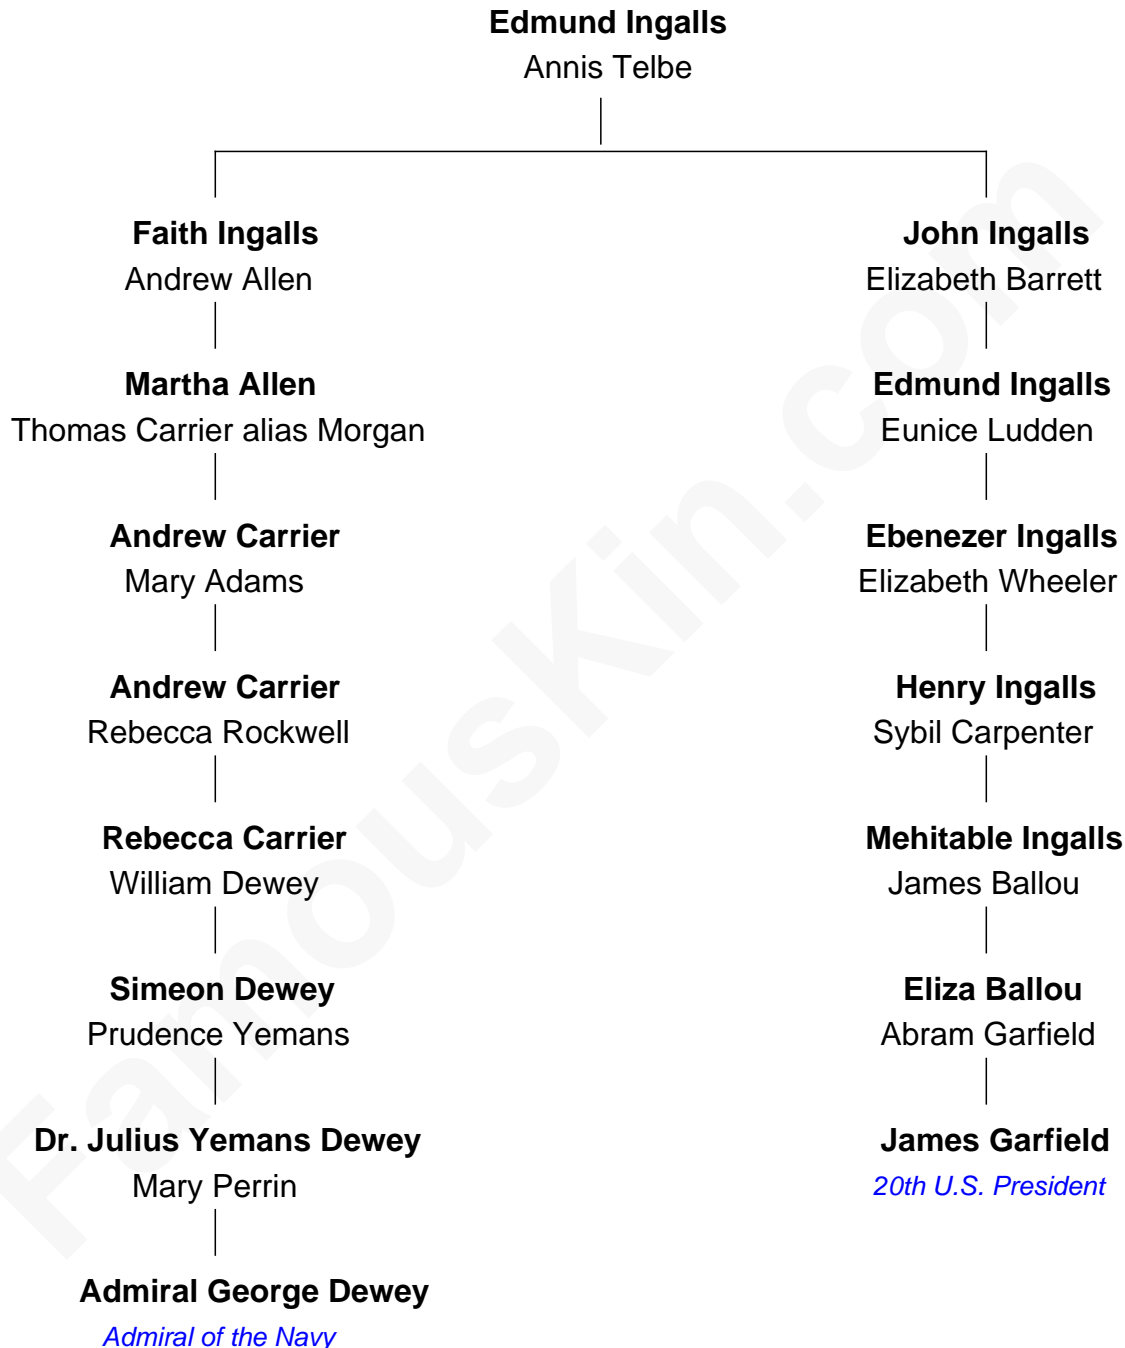 Edmund Ingalls
Annis Telbe
Faith Ingalls
Andrew Allen
John Ingalls
Elizabeth Barrett
Martha Allen
Thomas Carrier alias Morgan
Edmund Ingalls
Eunice Ludden
Andrew Carrier
Mary Adams
Ebenezer Ingalls
Elizabeth Wheeler
Andrew Carrier
Rebecca Rockwell
Henry Ingalls
Sybil Carpenter
Rebecca Carrier
William Dewey
Mehitable Ingalls
James Ballou
Simeon Dewey
Prudence Yemans
Eliza Ballou
Abram Garfield
Dr. Julius Yemans Dewey
Mary Perrin
James Garfield
20th U.S. President
Admiral George Dewey
Admiral of the Navy
FamousKin.com